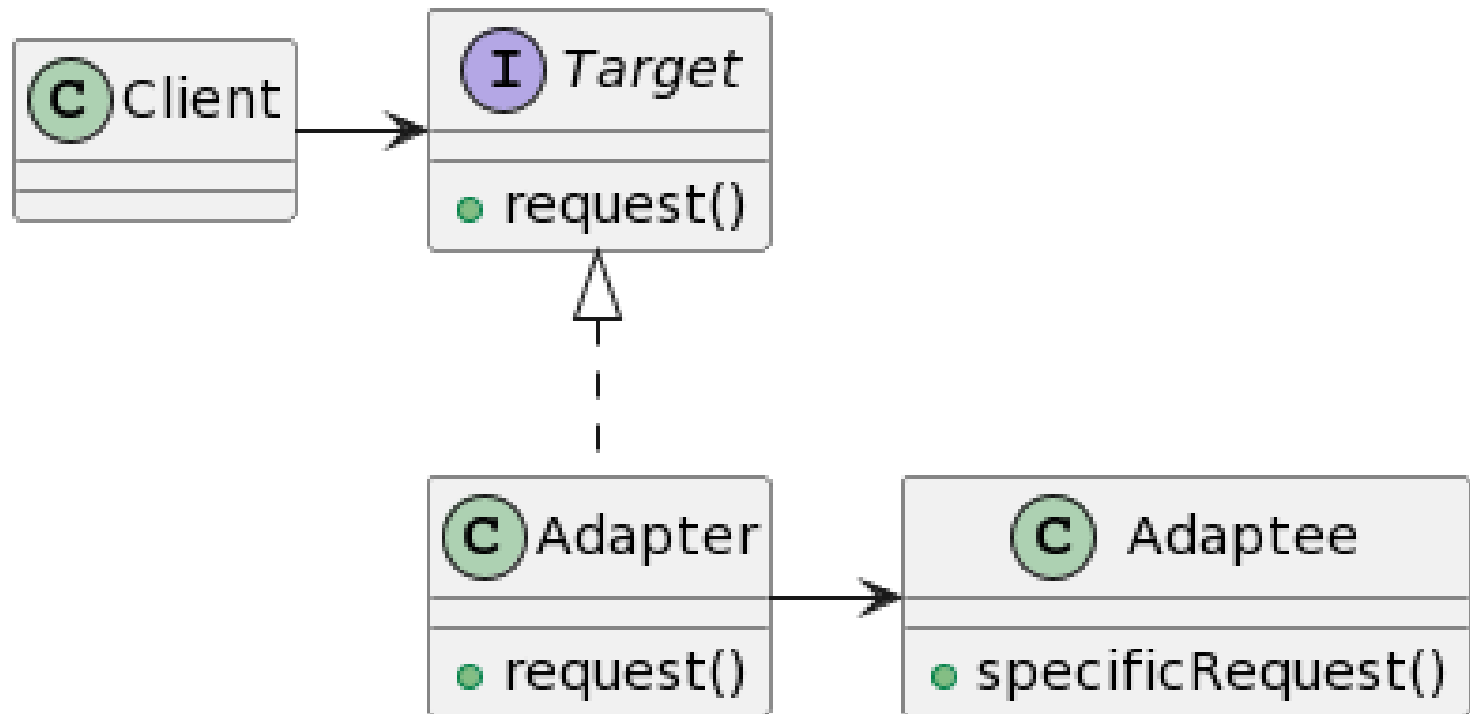 C Client
I Target
request()
C Adapter
request()
C Adaptee
specificRequest()